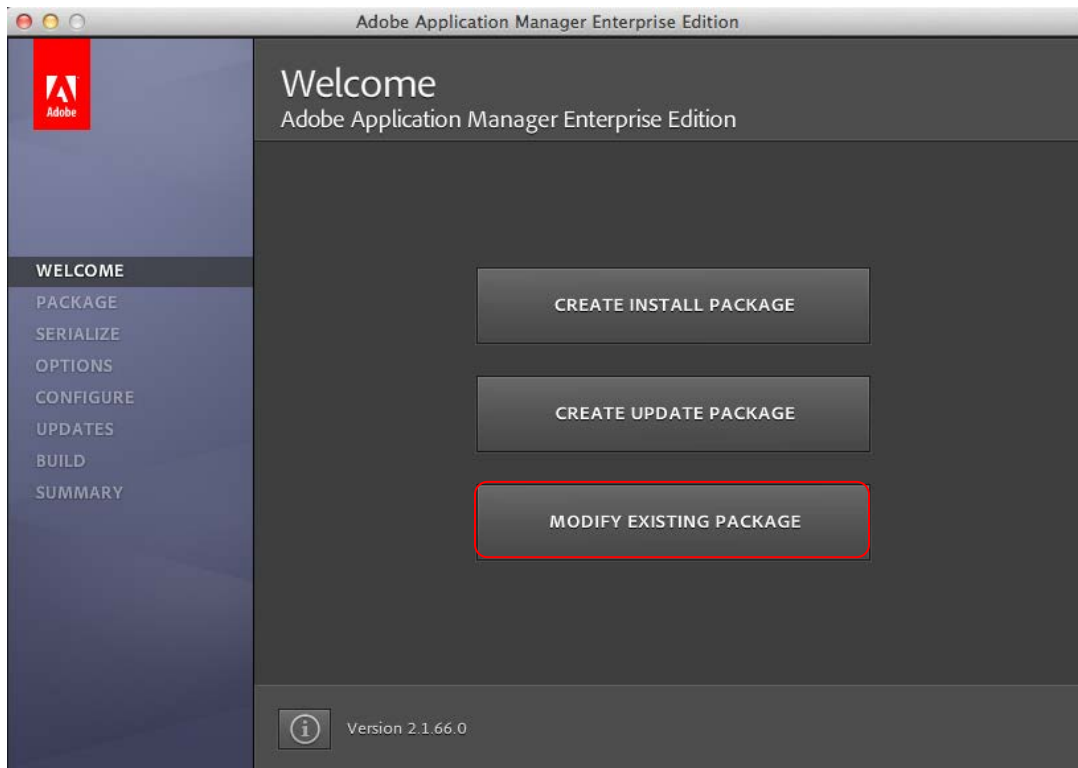 Adobe Application Manager Enterprise Edition
Adobe
Welcome
Adobe Application Manager Enterprise Edition
WELCOME
PACKAGE
SERIALIZE
OPTIONS
CONFIGURE
UPDATES
BUILD
SUMMARY
CREATE INSTALL PACKAGE
CREATE UPDATE PACKAGE
MODIFY EXISTING PACKAGE
Version 2.1.66.0